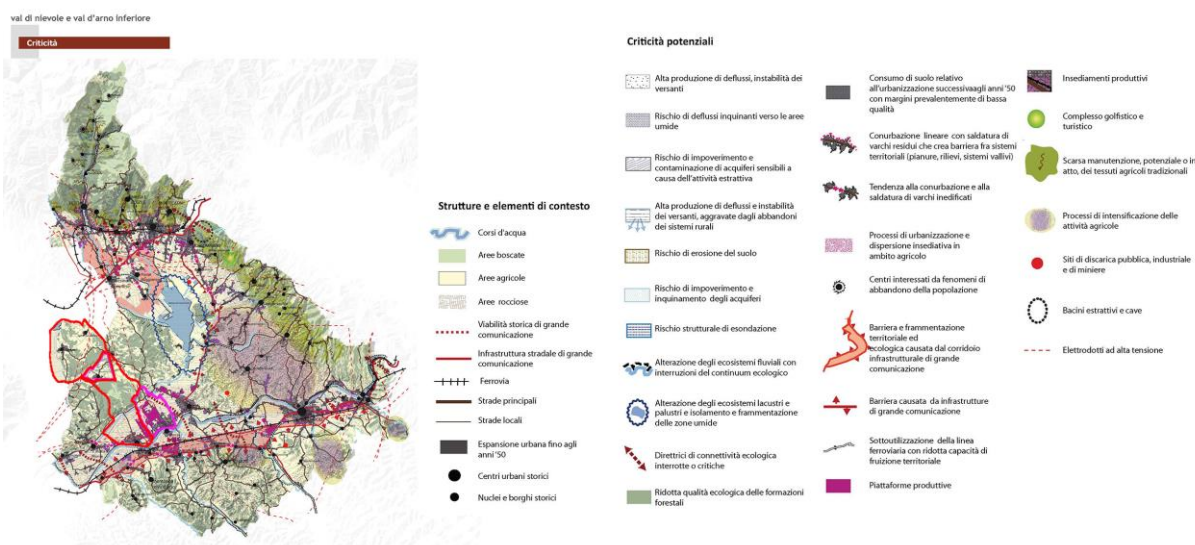 val di nievole e val d'arno inferiore
Criticità
Strutture e elementi di contesto
Corsi d'acqua
Aree boscate
Aree agricole
Aree rocciose
Viabilità storica di grande
comunicazione
Infrastruttura stradale di grande
comunicazione
Ferrovia
Strade principali
Strade locali
Espansione urbana fino agli
anni '50
Centri urbani storici
Nuclei e borghi storici
Criticità potenziali
Alta produzione di deflussi, instabilità dei
versanti
Rischio di deflussi inquinanti verso le aree
umide
Rischio di impoverimento e
contaminazione di acquiferi sensibili a
causa dell'attività estrattiva
Alta produzione di deflussi e instabilità
dei versanti, aggravate dagli abbandoni
dei sistemi rurali
Rischio di erosione del suolo
Rischio di impoverimento e
inquinamento degli acquiferi
Rischio strutturale di esondazione
Alterazione degli ecosistemi fluviali con
interruzioni del continuum ecologico
Alterazione degli ecosistemi lacustri e
palustri e isolamento e frammentazione
delle zone umide
Direttrici di connettività ecologica
interrotte o critiche
Ridotta qualità ecologica delle formazioni
forestali
Consumo di suolo relativo
all'urbanizzazione successivaagli anni '50
con margini prevalentemente di bassa
qualità
Conurbazione lineare con saldatura di
varchi residui che crea barriera fra sistemi
territoriali (pianure, rilievi, sistemi vallivi)
Tendenza alla conurbazione e alla
saldatura di varchi inedificati
Processi di urbanizzazione e
dispersione insediativa in
ambito agricolo
Centri interessati da fenomeni di
abbandono della popolazione
Barriera e frammentazione
territoriale ed
ecologica causata dal corridoio
infrastrutturale di grande
comunicazione
Barriera causata da infrastrutture
di grande comunicazione
Sottoutilizzazione della linea
ferroviaria con ridotta capacità di
fruizione territoriale
Piattaforme produttive
Insediamenti produttivi
Complesso golfistico e
turistico
Scarsa manutenzione, potenziale o in
atto, dei tessuti agricoli tradizionali
Processi di intensificazione delle
attività agricole
Siti di discarica pubblica, industriale
e di miniere
Bacini estrattivi e cave
Elettrodotti ad alta tensione